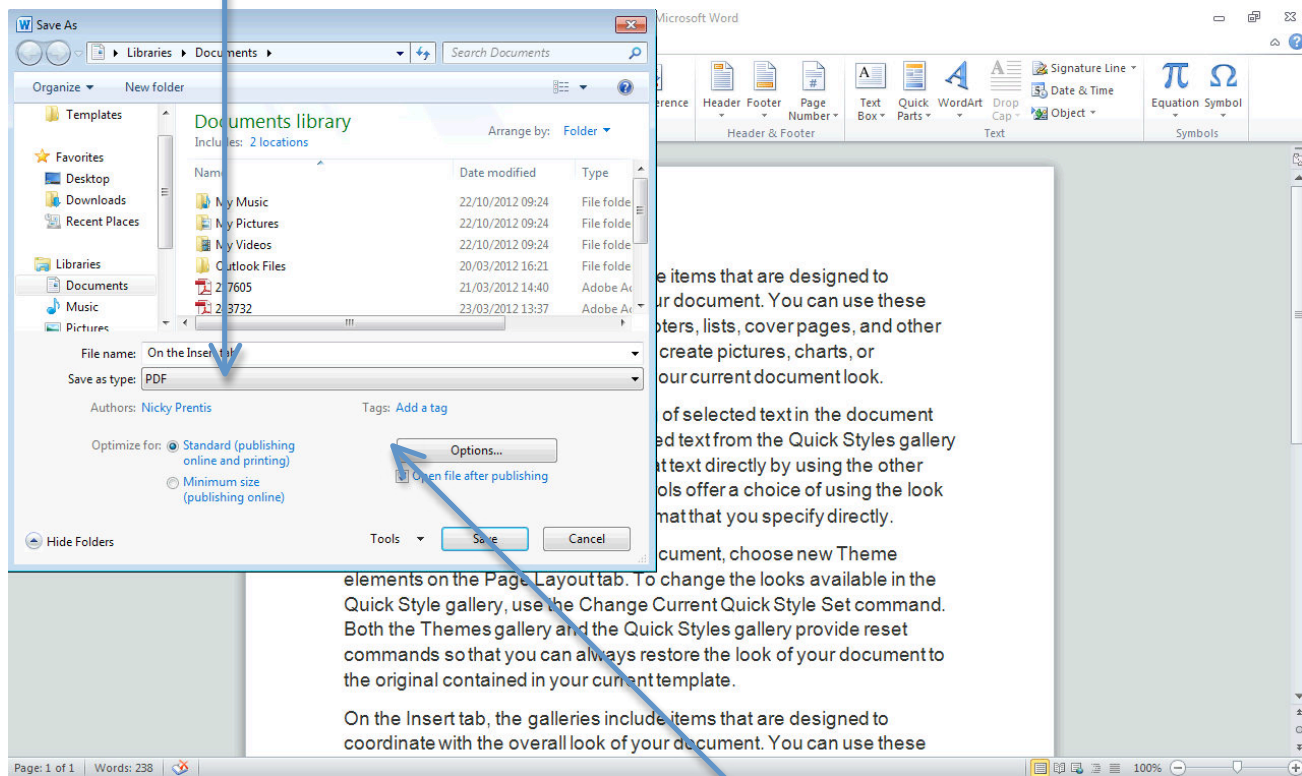 Save As
Microsoft Word
Libraries Documents
Search Documents
Organize New folder
Templates
Favorites
Desktop
Downloads
Recent Places
Libraries
Documents
Music
Pictures
Documents library
Includes: 2 locations
Arrange by: Folder
Name Date modified Type
My Music 22/10/2012 09:24 File folde
My Pictures 22/10/2012 09:24 File folde
My Videos 22/10/2012 09:24 File folde
Outlook Files 20/03/2012 16:21 File folde
21/03/2012 14:40 Adobe Ac
23/03/2012 13:37 Adobe Ac
File name: On the Insert tab
Save as type: PDF
Authors: Nicky Prentis Tags: Add a tag
Optimize for: Standard (publishing
online and printing)
Minimum size
(publishing online)
Options...
Open file after publishing
Hide Folders Tools Save Cancel
erence Header Footer Page
Number
Text
Box
Quick
Parts
WordArt Drop
Cap
Signature Line
Date & Time
Object
Equation Symbol
Header & Footer Text Symbols
e items that are designed to
ur document. You can use these
oters, lists, cover pages, and other
create pictures, charts, or
our current document look.
of selected text in the document
ed text from the Quick Styles gallery
at text directly by using the other
ols offer a choice of using the look
mat that you specify directly.
cument, choose new Theme
elements on the Page Layout tab. To change the looks available in the
Quick Style gallery, use the Change Current Quick Style Set command.
Both the Themes gallery and the Quick Styles gallery provide reset
commands so that you can always restore the look of your document to
the original contained in your current template.
On the Insert tab, the galleries include items that are designed to
coordinate with the overall look of your document. You can use these
Page: 1 of 1 Words: 238 100%